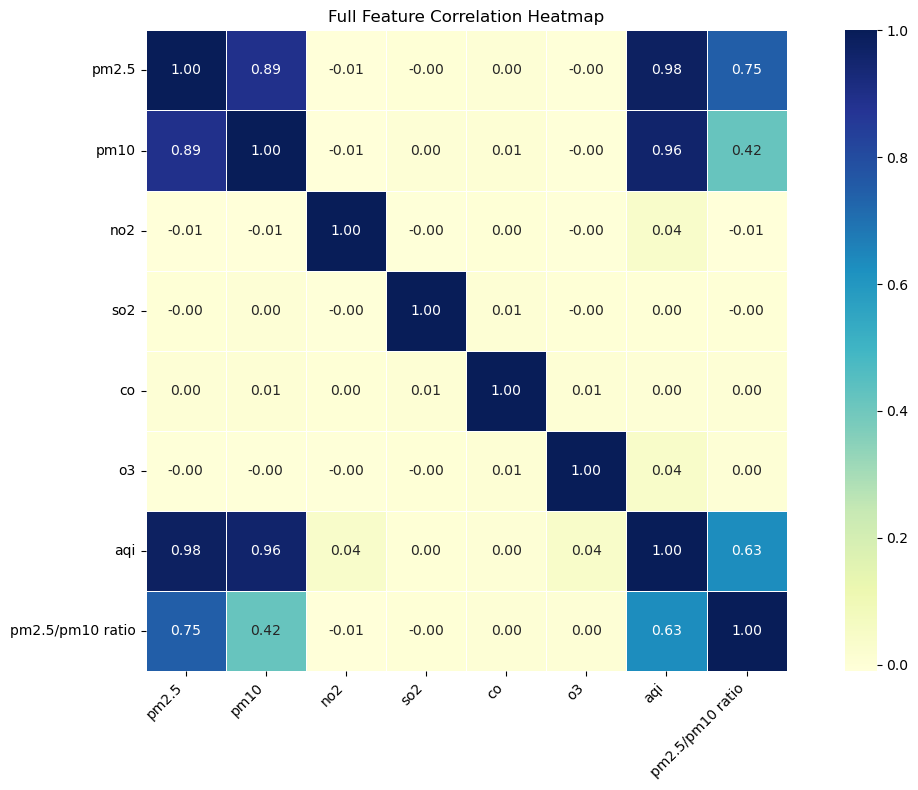 Full Feature Correlation Heatmap
pm2.5 1.00 0.89 -0.01 -0.00 0.00 -0.00 0.98 0.75
pm10 0.89 1.00 -0.01 0.00 0.01 -0.00 0.96 0.42
no2 -0.01 -0.01 1.00 -0.00 0.00 -0.00 0.04 -0.01
so2 -0.00 0.00 -0.00 1.00 0.01 -0.00 0.00 -0.00
co 0.00 0.01 0.00 0.01 1.00 0.01 0.00 0.00
o3 -0.00 -0.00 -0.00 -0.00 0.01 1.00 0.04 0.00
aqi 0.98 0.96 0.04 0.00 0.00 0.04 1.00 0.63
pm2.5/pm10 ratio 0.75 0.42 -0.01 -0.00 0.00 0.00 0.63 1.00
pm2.5 pm10 no2 so2 co o3 aqi pm2.5/pm10 ratio
1.0
0.8
0.6
0.4
0.2
0.0